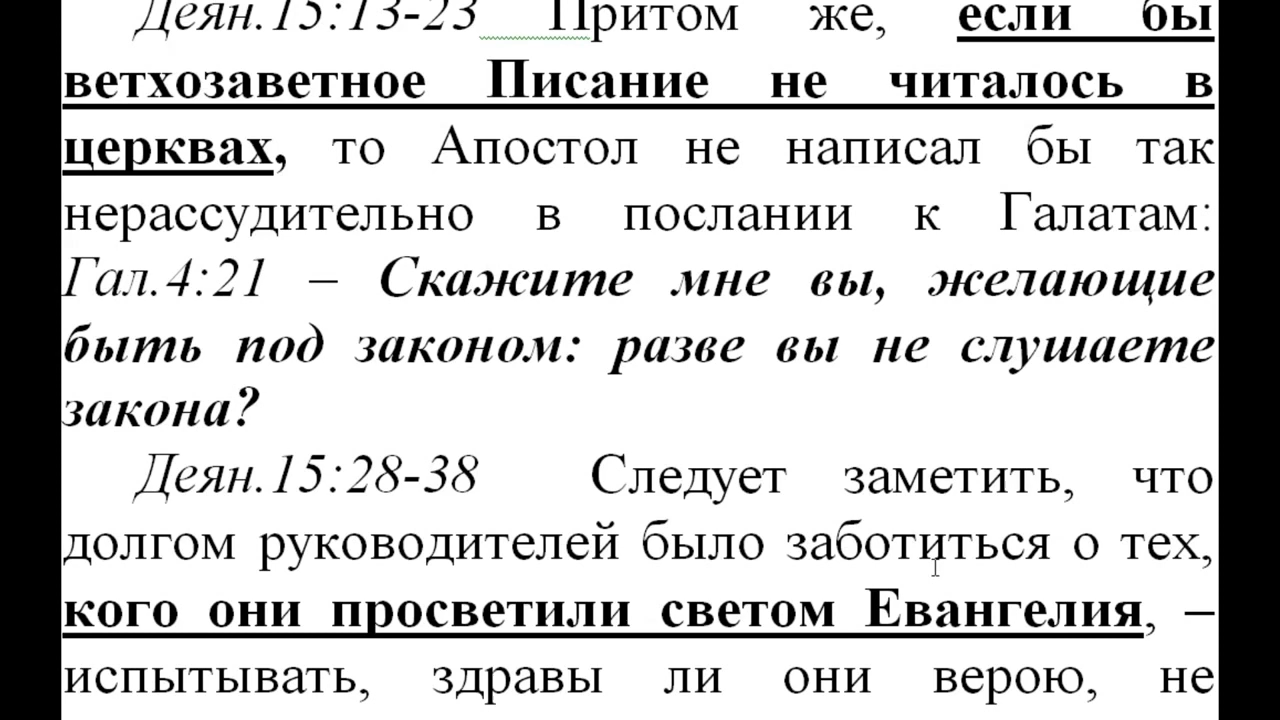 Деян.15:13-23 Притом же, если бы
ветхозаветное Писание не читалось в
церквах, то Апостол не написал бы так
нерассудительно в послании к Галатам:
Гал.4:21 – Скажите мне вы, желающие
быть под законом: разве вы не слушаете
закона?
Деян.15:28-38 Следует заметить, что
долгом руководителей было заботиться о тех,
кого они просветили светом Евангелия, –
испытывать, здравы ли они верою, не